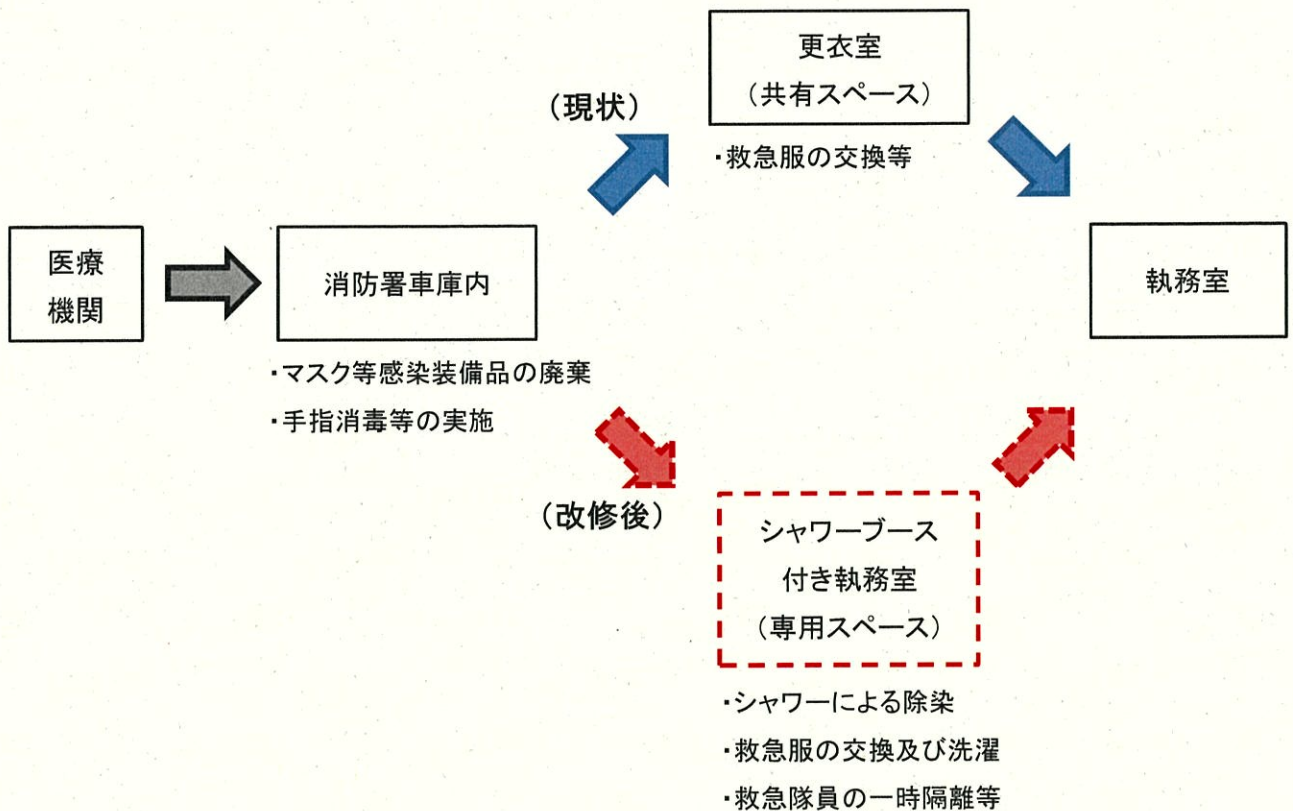 更衣室
（共有スペース）
（現状）
・救急服の交換等
医療
機関
消防署車庫内
執務室
・マスク等感染装備品の廃棄
・手指消毒等の実施
（改修後）
シャワーブース
付き執務室
（専用スペース）
・シャワーによる除染
・救急服の交換及び洗濯
・救急隊員の一時隔離等